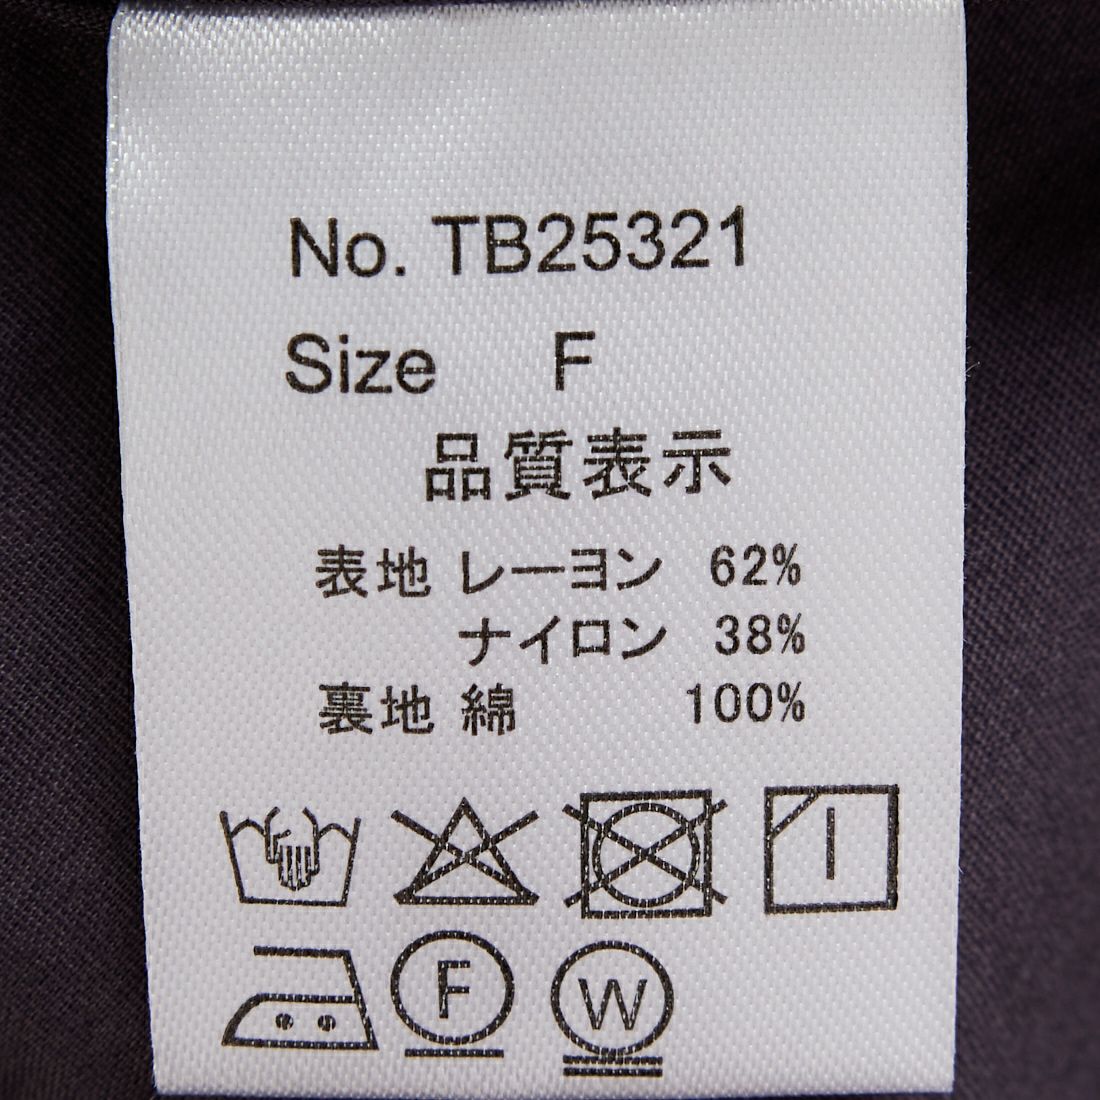 No. TB25321
Size F
品質表示
表地 レーヨン 62%
ナイロン 38%
裏地 綿 100%
F W